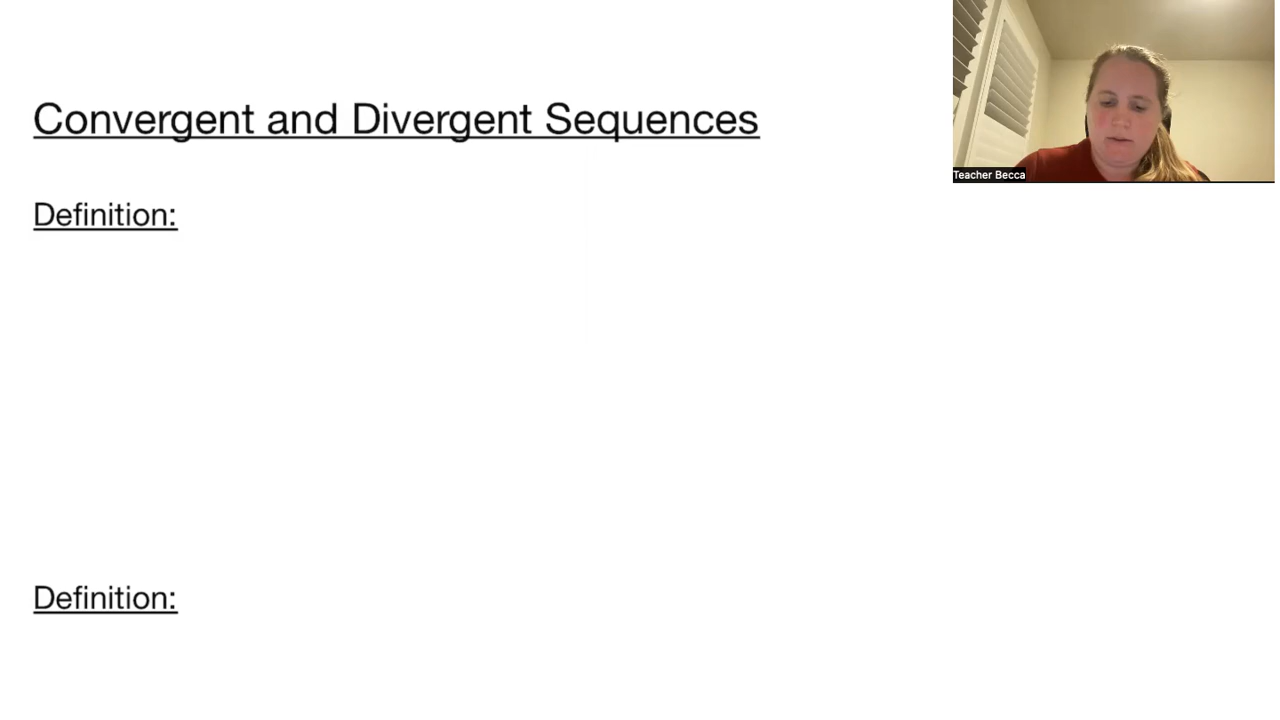 Convergent and Divergent Sequences
Teacher Becca
Definition:
Definition: